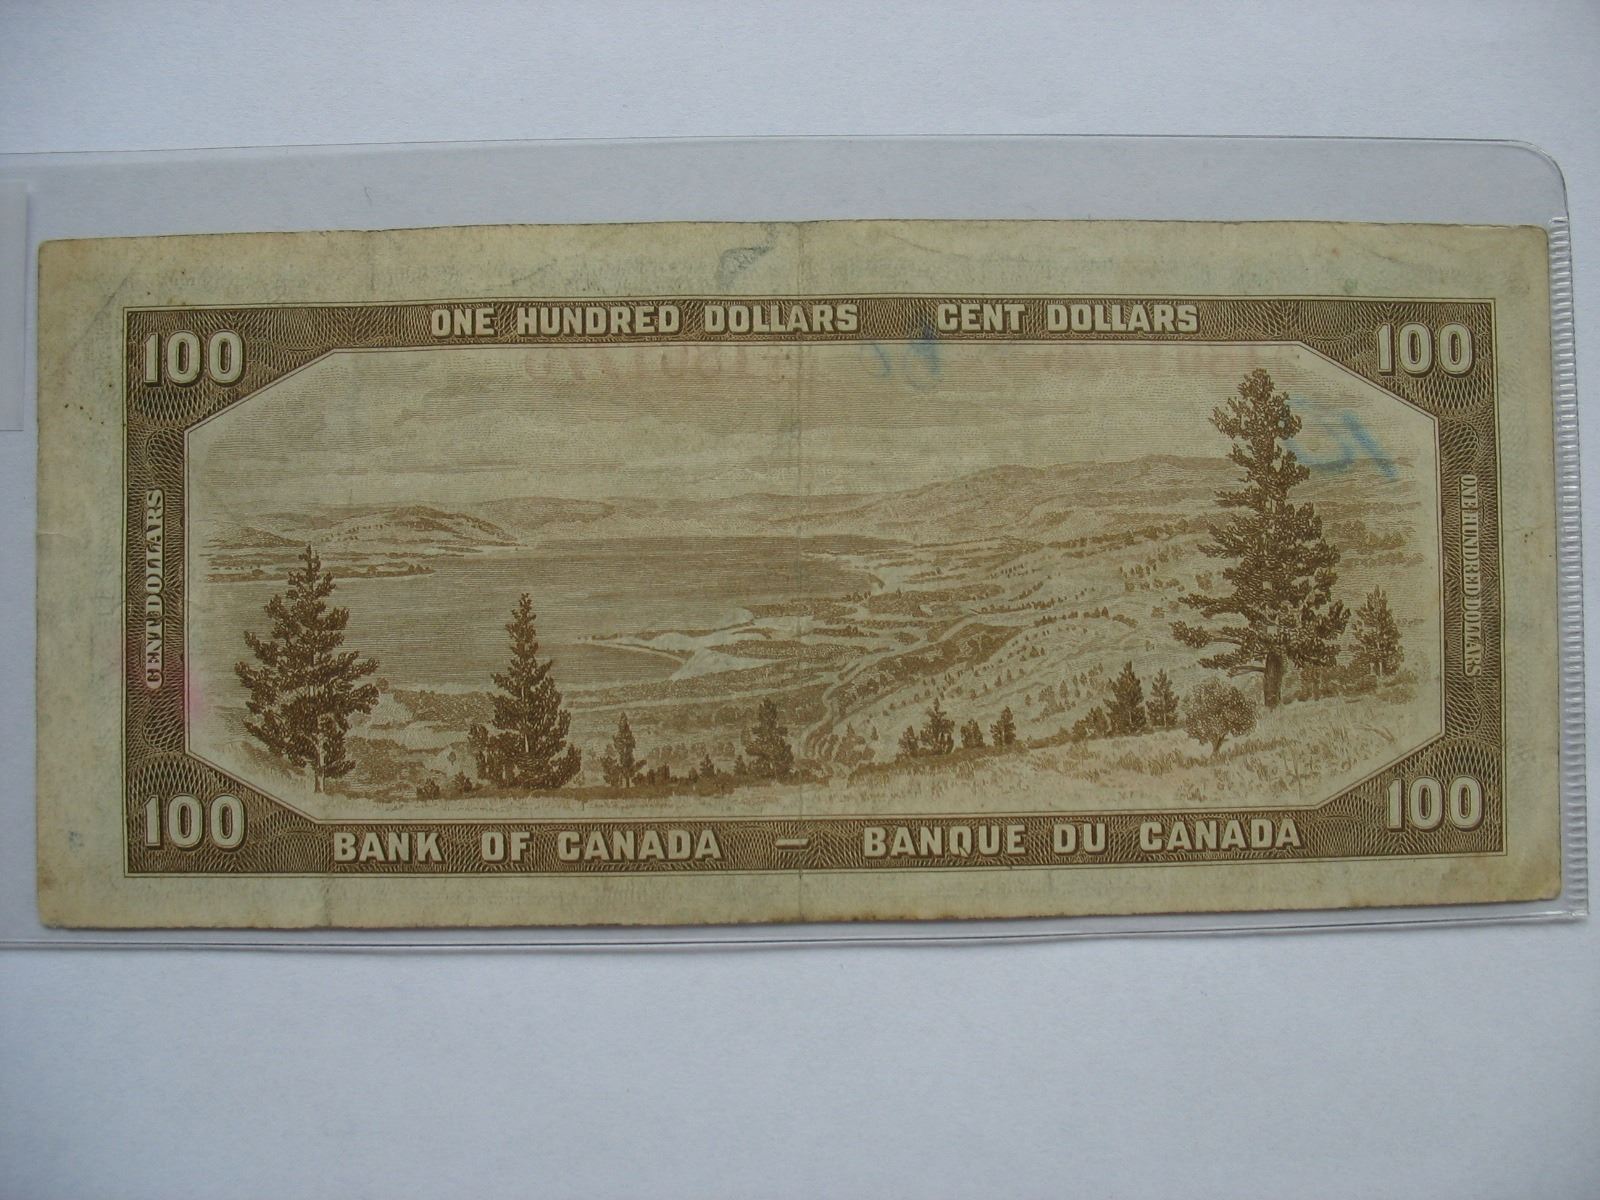 ONE HUNDRED DOLLARS CENT DOLLARS
100
100
CENT DOLLARS
ONE HUNDRED DOLLARS
100
100
BANK OF CANADA — BANQUE DU CANADA